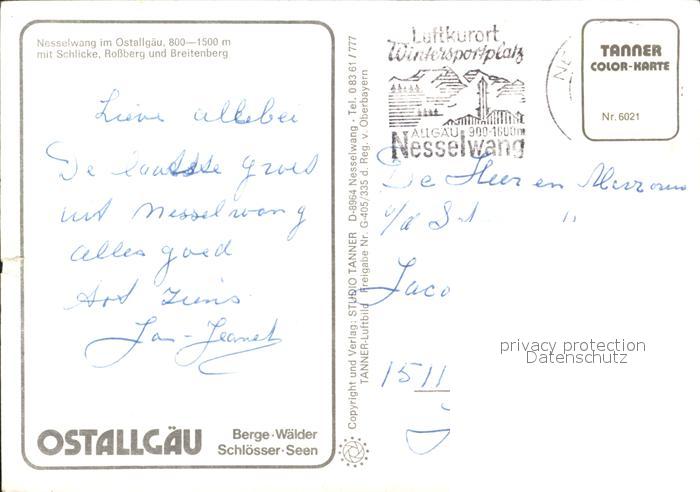 Nesselwang im Ostallgäu, 800—1500 m
mit Schlicke, Roßberg und Breitenberg
Lieve allebei
De laatste groet
uit Nesselwang
alles goed
tot ziens
Jan-Jeanet
OSTALLGÄU
Berge·Wälder
Schlösser·Seen
Copyright und Verlag: STUDIO TANNER D-8964 Nesselwang · Tel. 0 83 61 / 777
TANNER-Luftbild Freigabe Nr. G-405/335 d. Reg. v. Oberbayern
Luftkurort
Wintersportplatz
ALLGÄU 900-1600m
Nesselwang
TANNER
COLOR-KARTE
Nr. 6021
De Heer en
Jaco
1511
privacy protection
Datenschutz